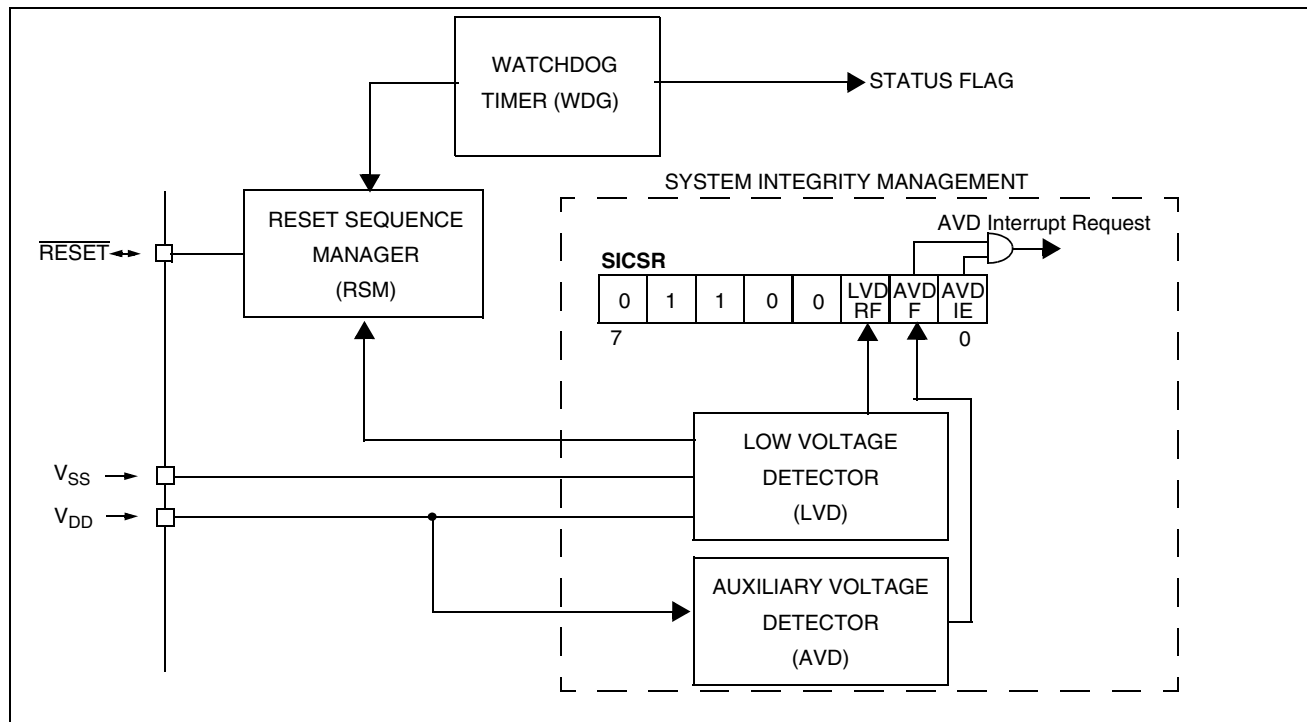 WATCHDOG
TIMER (WDG)
STATUS FLAG
SYSTEM INTEGRITY MANAGEMENT
RESET SEQUENCE
MANAGER
(RSM)
RESET
AVD Interrupt Request
SICSR
0 1 1 0 0 LVD RF AVD F AVD IE
7 0
LOW VOLTAGE
DETECTOR
(LVD)
VSS
VDD
AUXILIARY VOLTAGE
DETECTOR
(AVD)